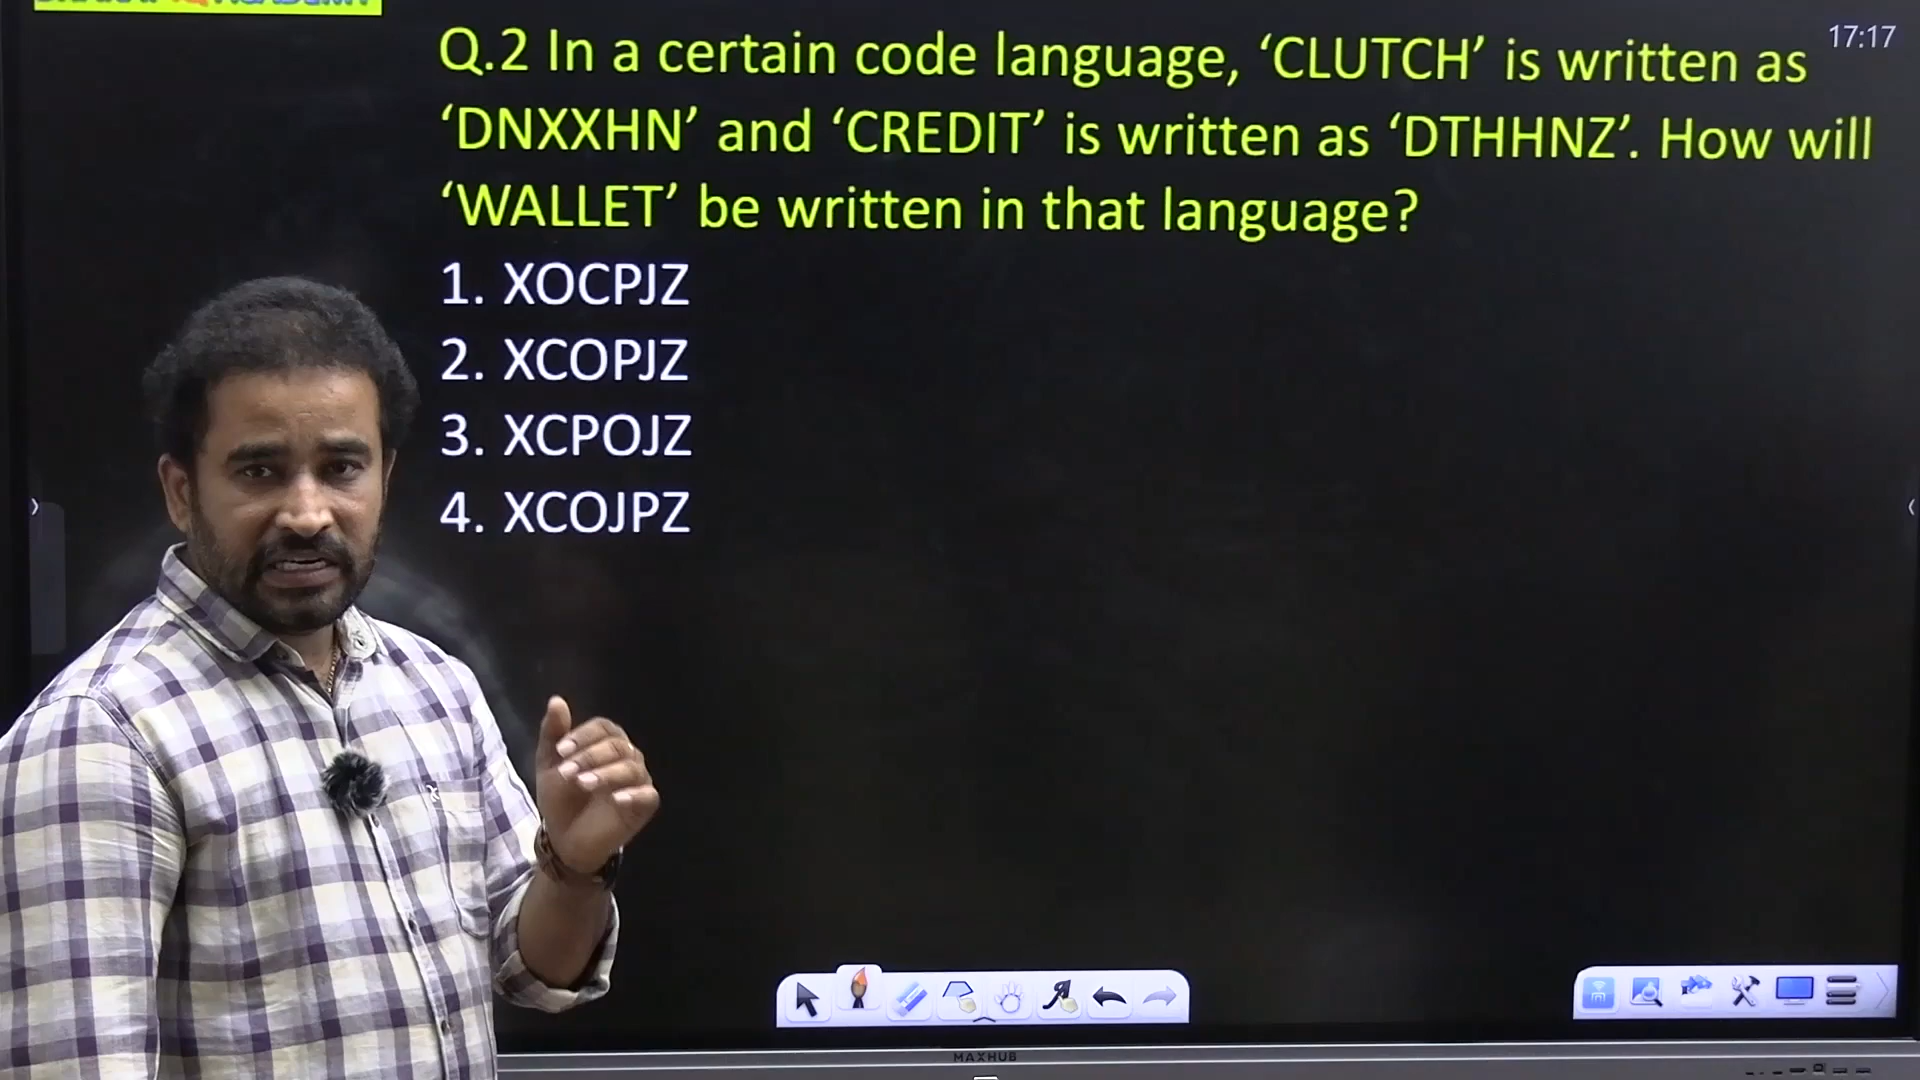 17:17
Q.2 In a certain code language, ‘CLUTCH’ is written as
‘DNXXHN’ and ‘CREDIT’ is written as ‘DTHHNZ’. How will
‘WALLET’ be written in that language?
1. XOCPJZ
2. XCOPJZ
3. XCPOJZ
4. XCOJPZ
MAXHUB